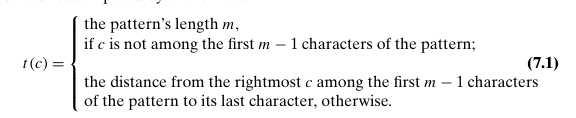 the pattern's length m,
if c is not among the first m − 1 characters of the pattern;
t(c) =
(7.1)
the distance from the rightmost c among the first m − 1 characters
of the pattern to its last character, otherwise.